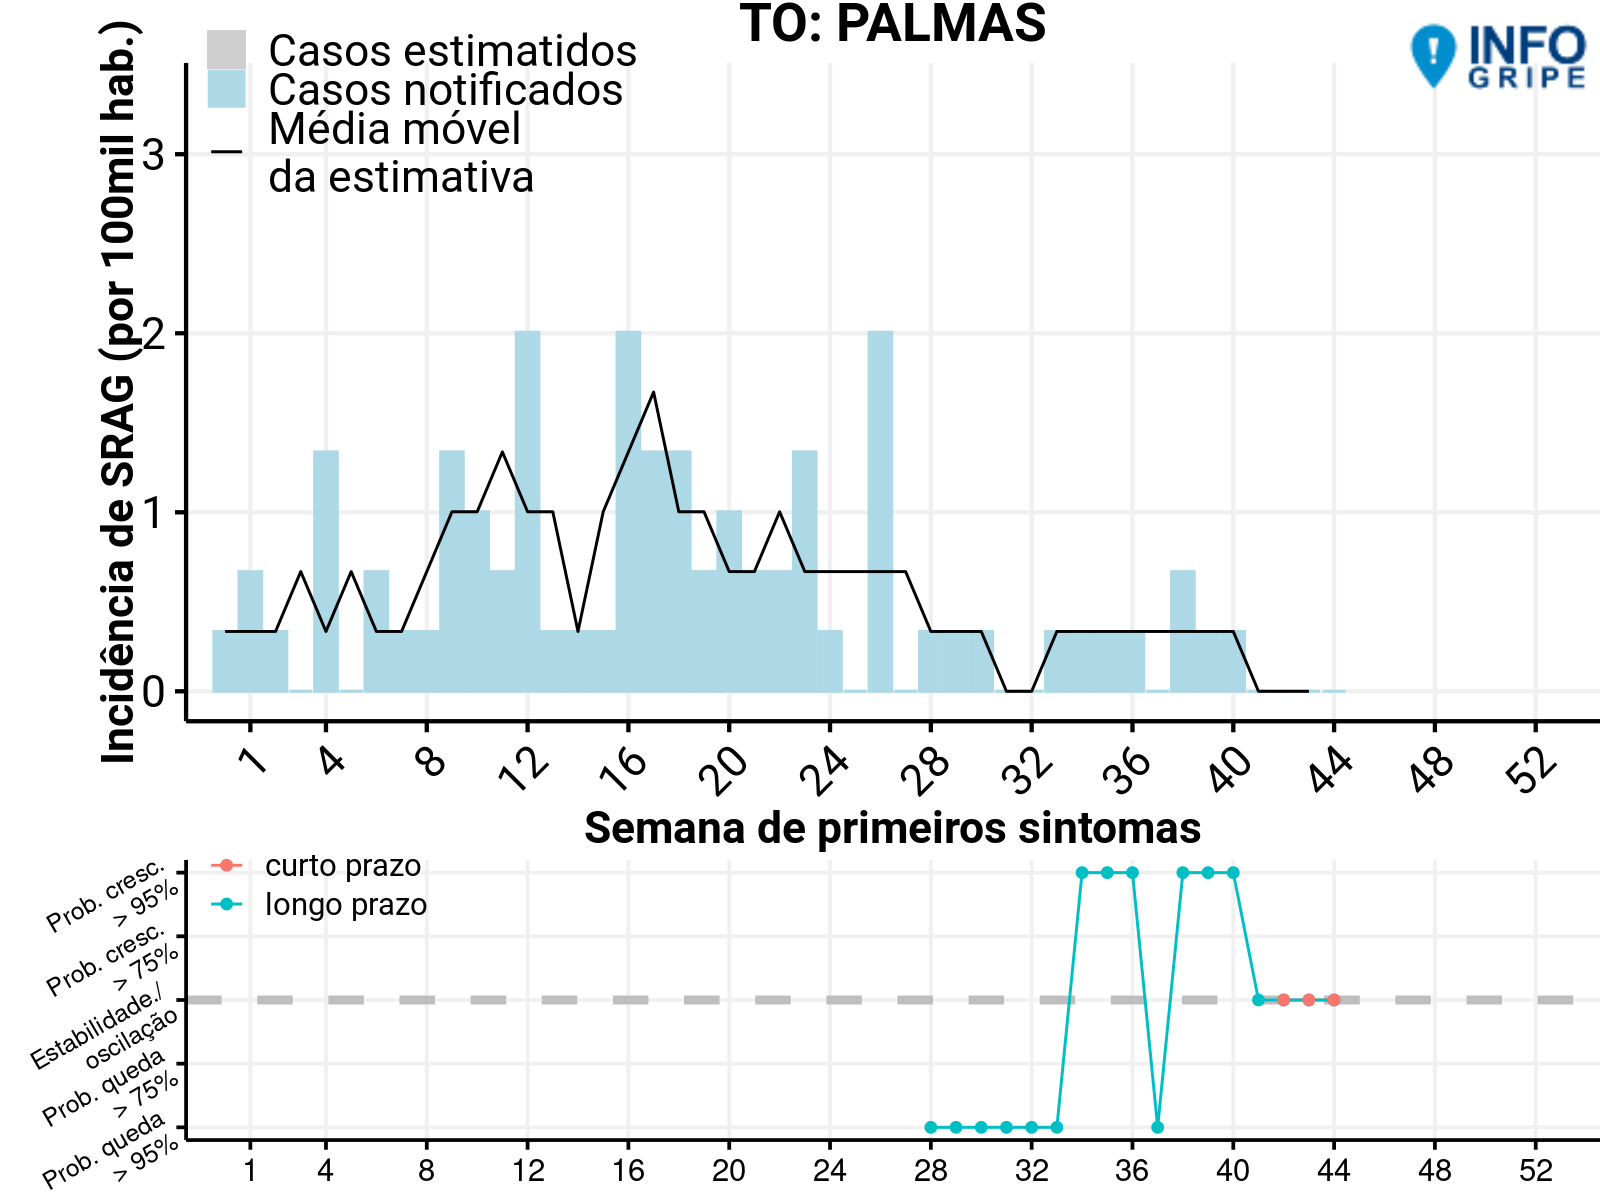 TO: PALMAS
INFO
GRIPE
Casos estimatidos
Casos notificados
Média móvel
da estimativa
Incidência de SRAG (por 100mil hab.)
3
2
1
0
1 4 8 12 16 20 24 28 32 36 40 44 48 52
Semana de primeiros sintomas
curto prazo
longo prazo
Prob. cresc.
> 95%
Prob. cresc.
> 75%
Estabilidade./
oscilação
Prob. queda
> 75%
Prob. queda
> 95%
1 4 8 12 16 20 24 28 32 36 40 44 48 52